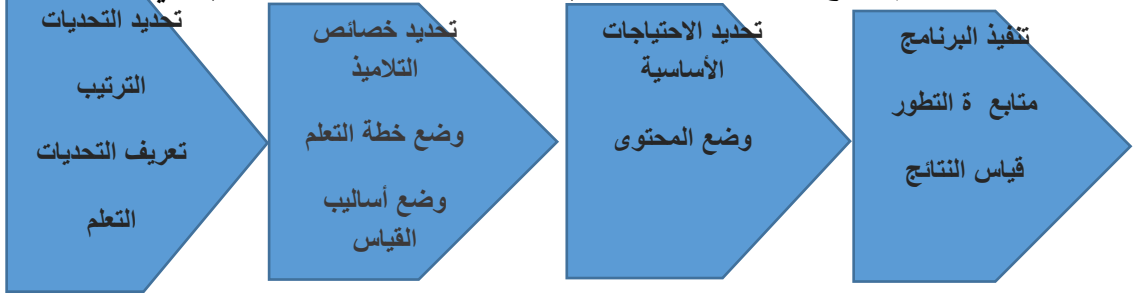 تحديد التحديات
الترتيب
تعريف التحديات
التعلم
تحديد خصائص
التلاميذ
وضع خطة التعلم
وضع أساليب
القياس
تحديد الاحتياجات
الأساسية
وضع المحتوى
تنفيذ البرنامج
متابع ة التطور
قياس النتائج